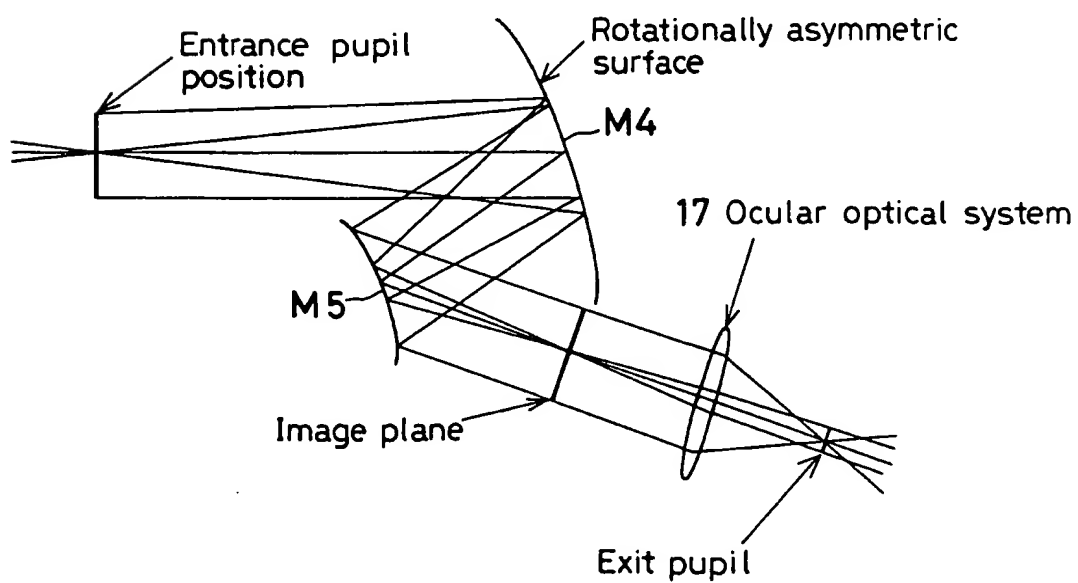 Entrance pupil
position
Rotationally asymmetric
surface
M4
17 Ocular optical system
M5
Image plane
Exit pupil